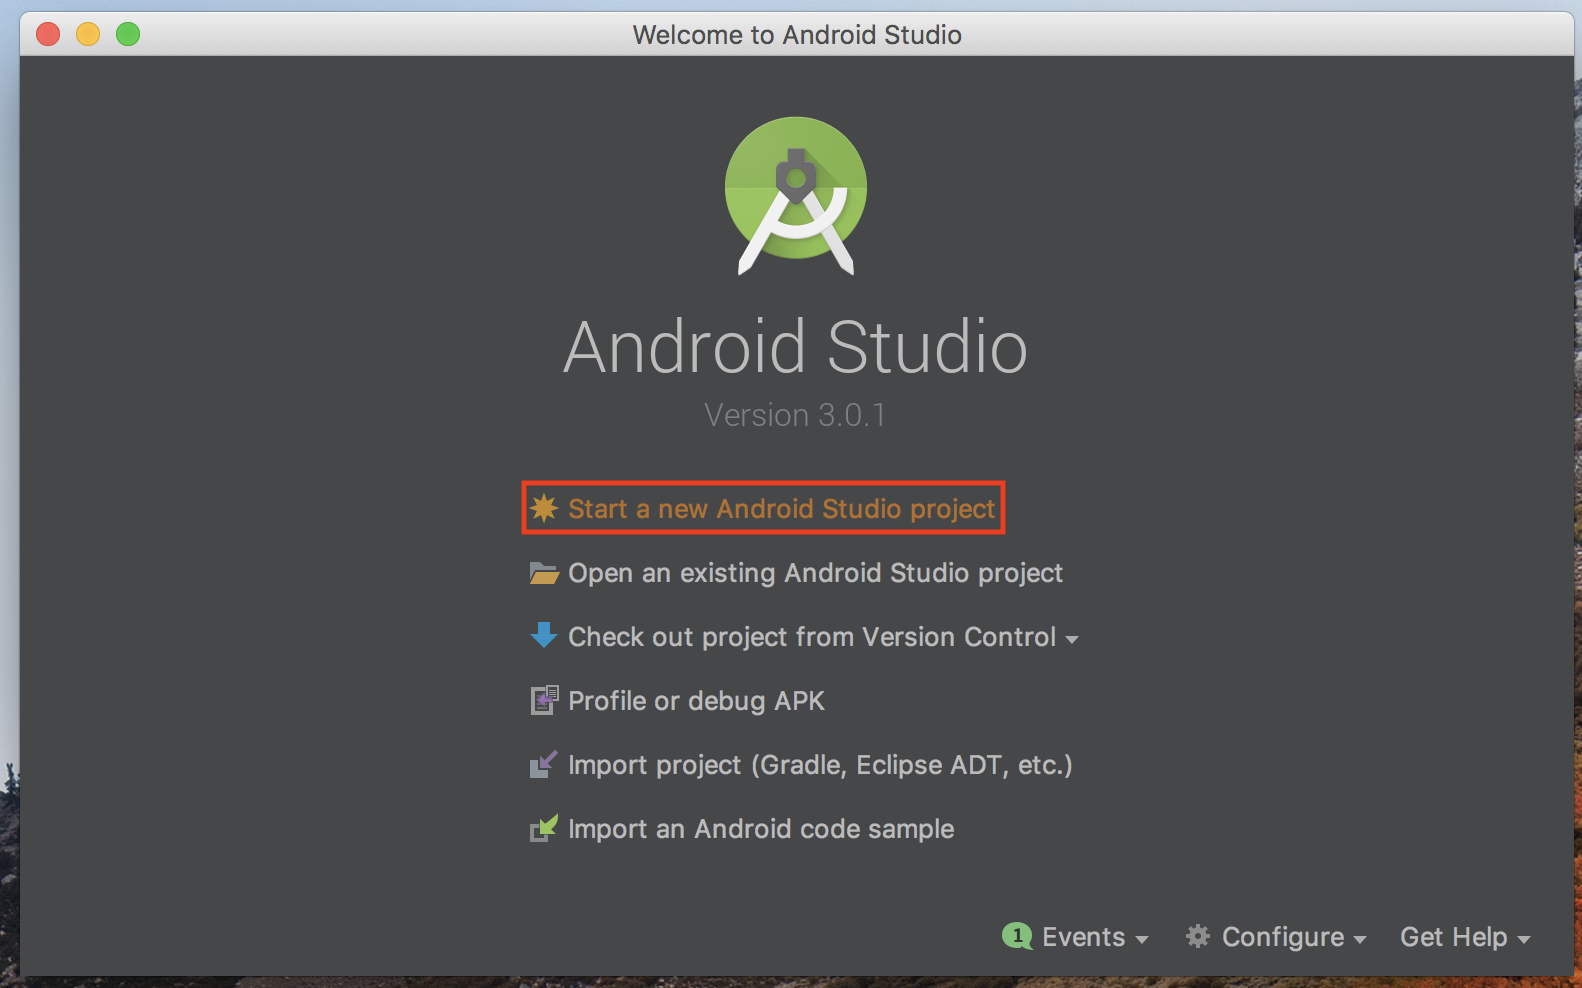 Welcome to Android Studio
Android Studio
Version 3.0.1
Start a new Android Studio project
Open an existing Android Studio project
Check out project from Version Control
Profile or debug APK
Import project (Gradle, Eclipse ADT, etc.)
Import an Android code sample
1 Events Configure Get Help